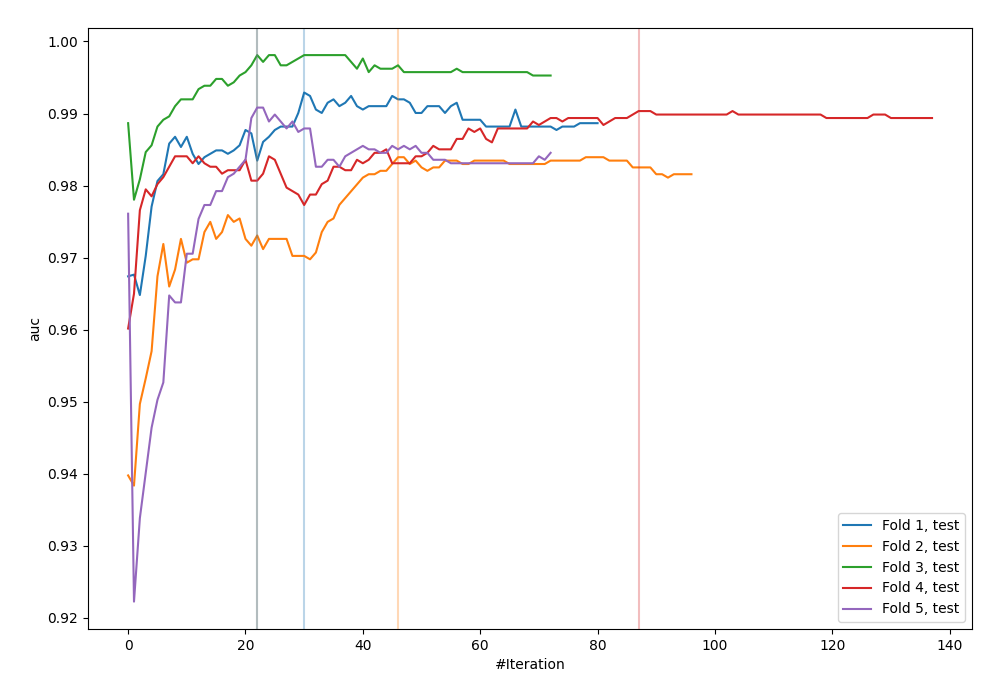 1.00
0.99
0.98
0.97
0.96
0.95
0.94
0.93
0.92
auc
0 20 40 60 80 100 120 140
#Iteration
Fold 1, test
Fold 2, test
Fold 3, test
Fold 4, test
Fold 5, test